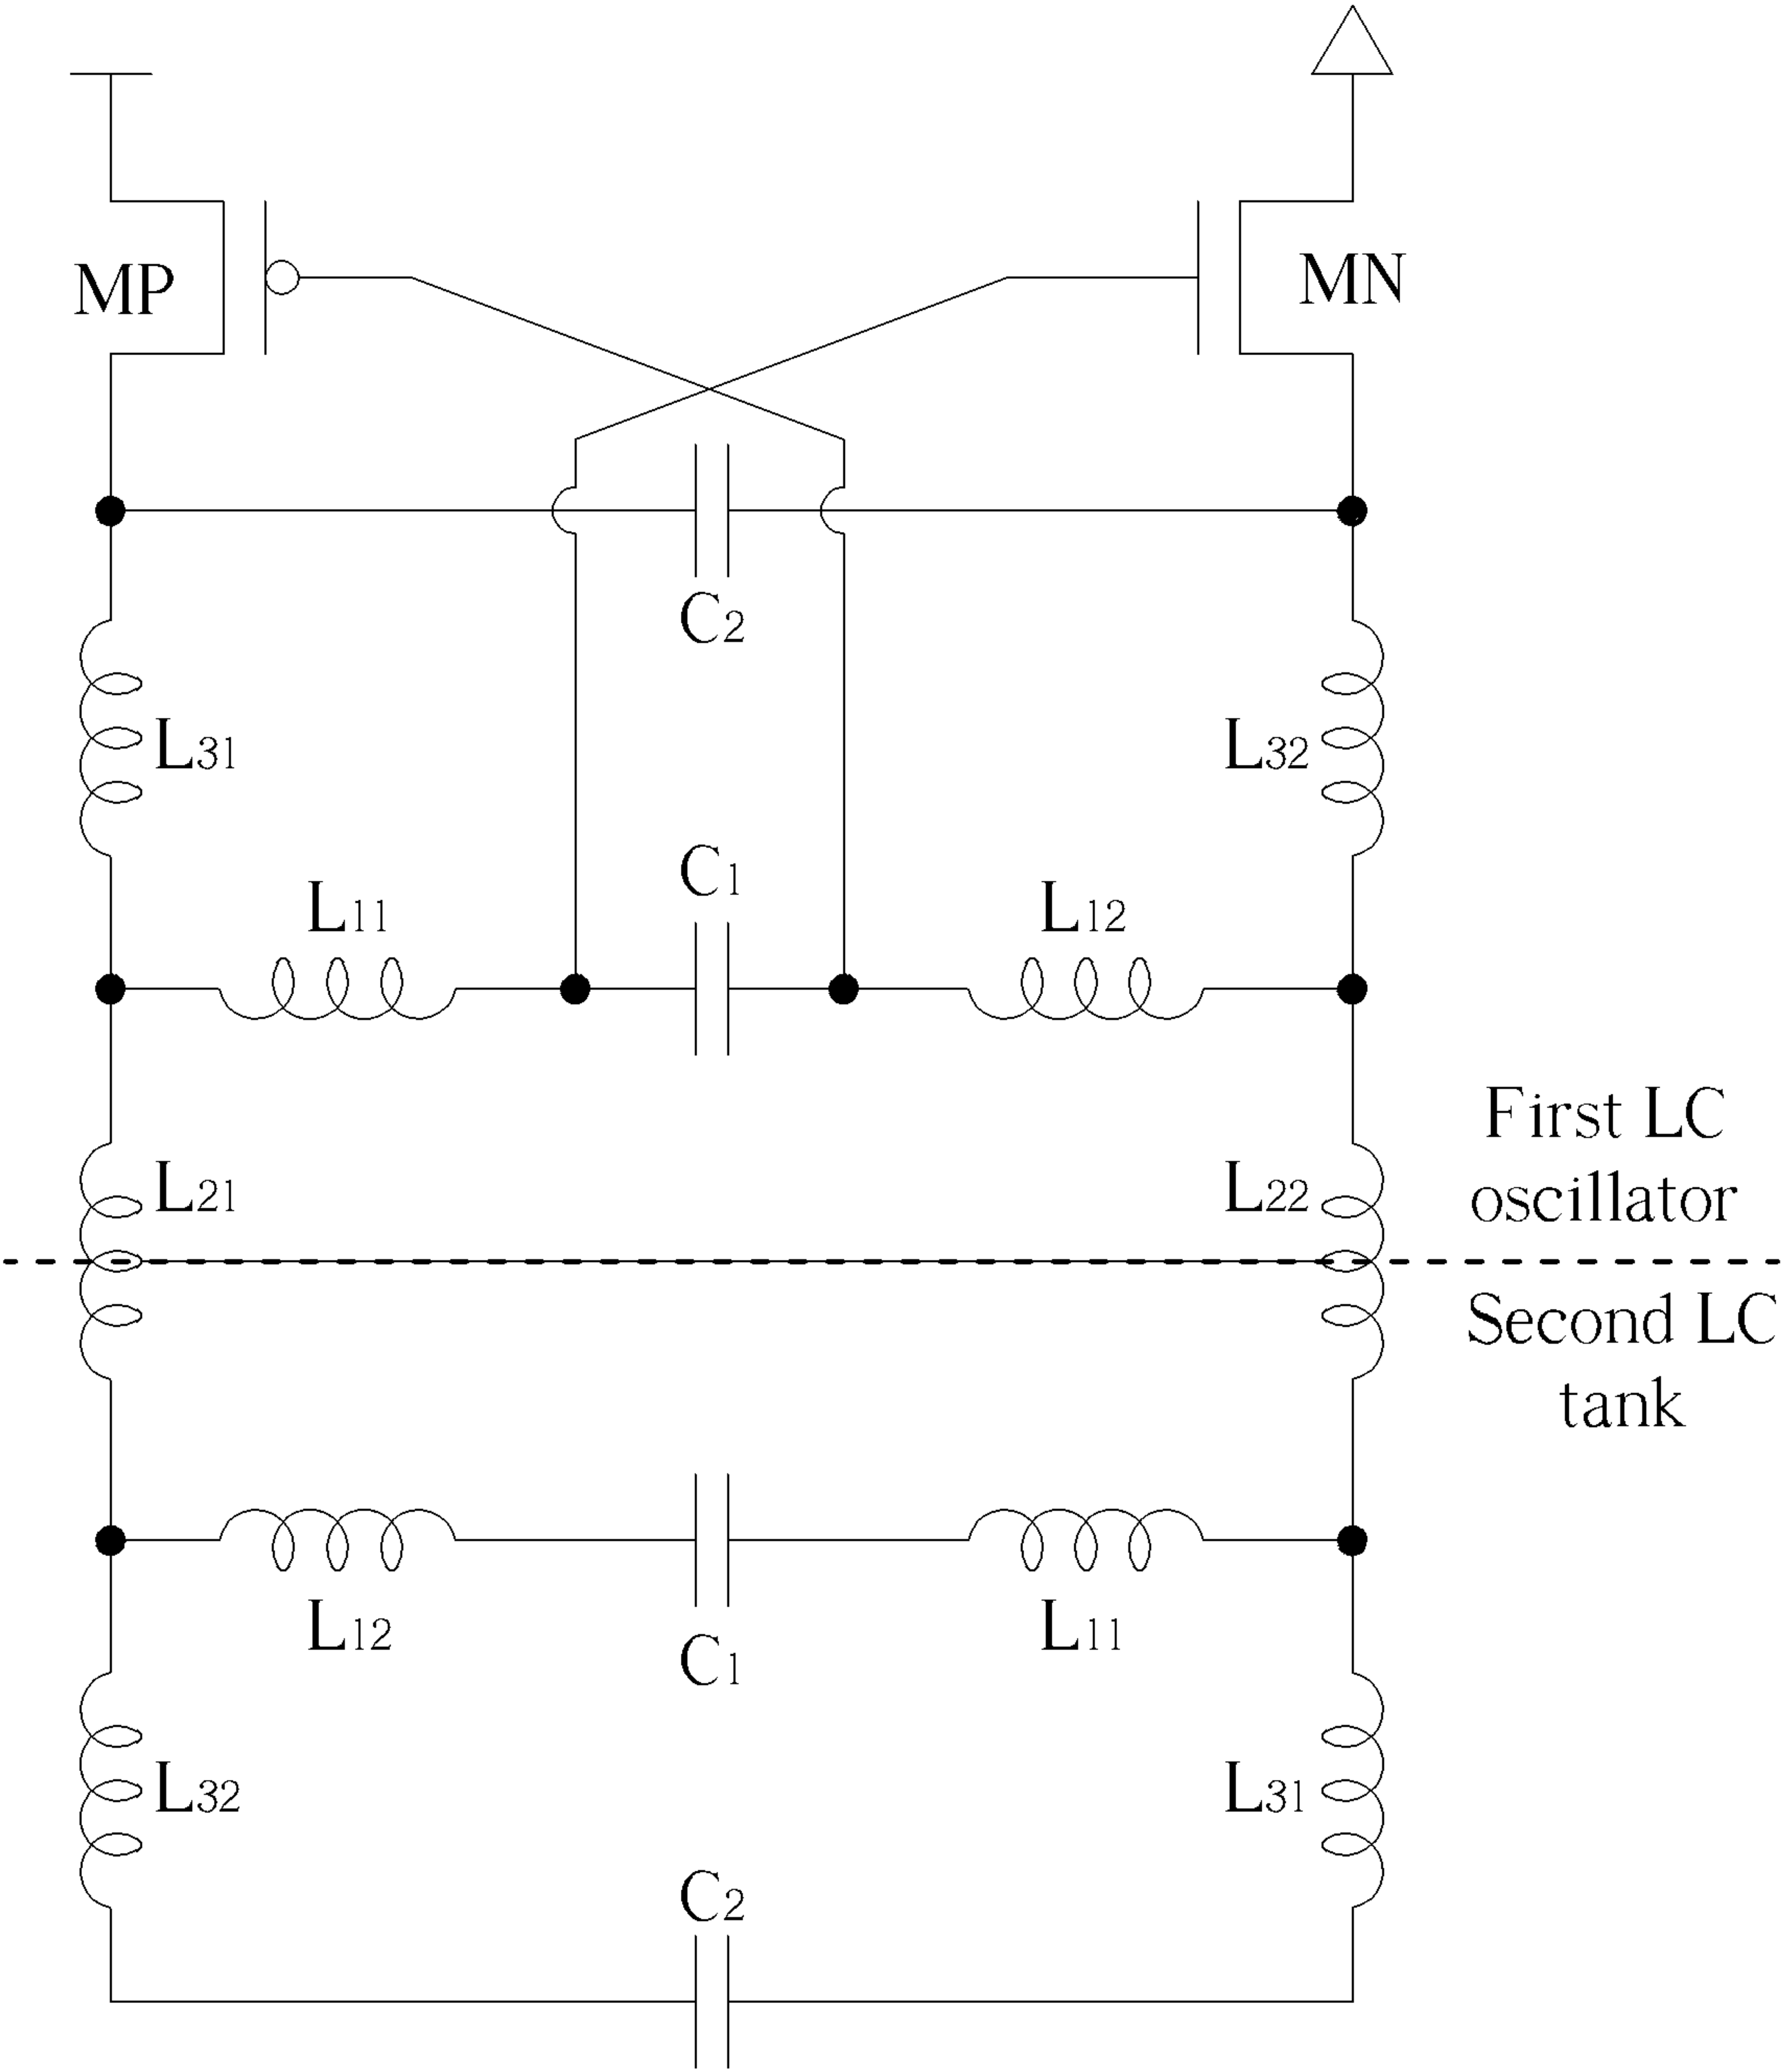 MP
MN
C2
L31
L32
C1
L11
L12
First LC
oscillator
L21
L22
Second LC
tank
L12
C1
L11
L32
L31
C2